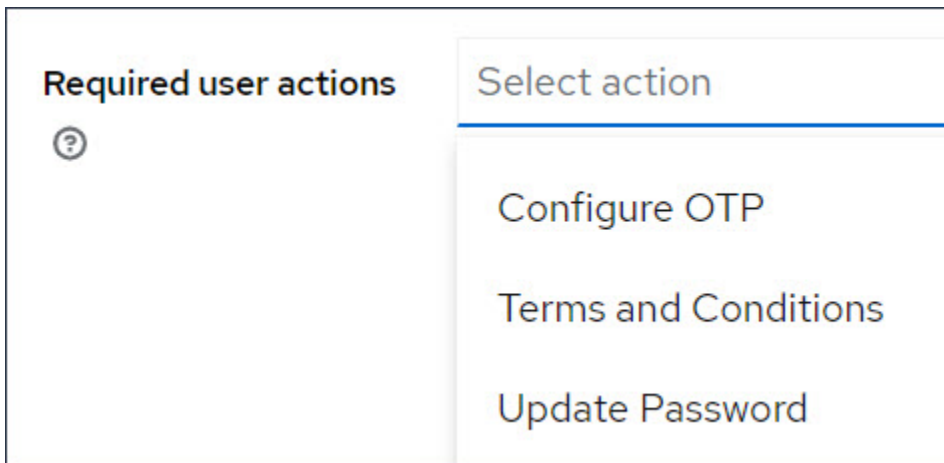 Required user actions
Select action
Configure OTP
Terms and Conditions
Update Password